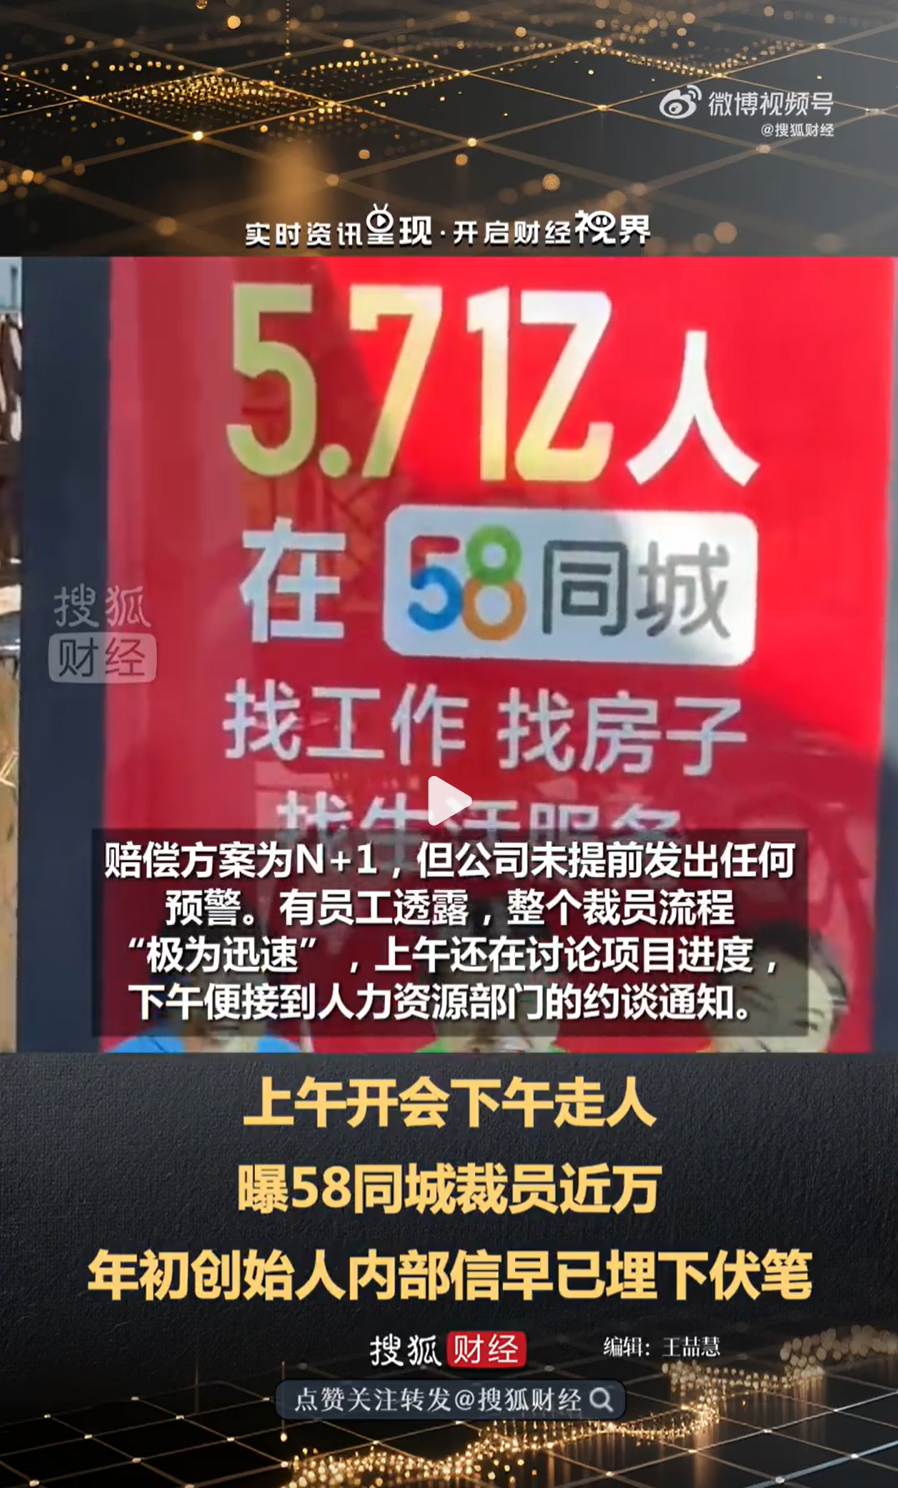 微博视频号
@搜狐财经
实时资讯呈现·开启财经视界
5.71亿人
在58同城
找工作 找房子
找生活服务
搜狐
财经
赔偿方案为N+1，但公司未提前发出任何
预警。有员工透露，整个裁员流程
“极为迅速”，上午还在讨论项目进度，
下午便接到人力资源部门的约谈通知。
上午开会下午走人
曝58同城裁员近万
年初创始人内部信早已埋下伏笔
搜狐财经 编辑：王喆慧
点赞关注转发@搜狐财经